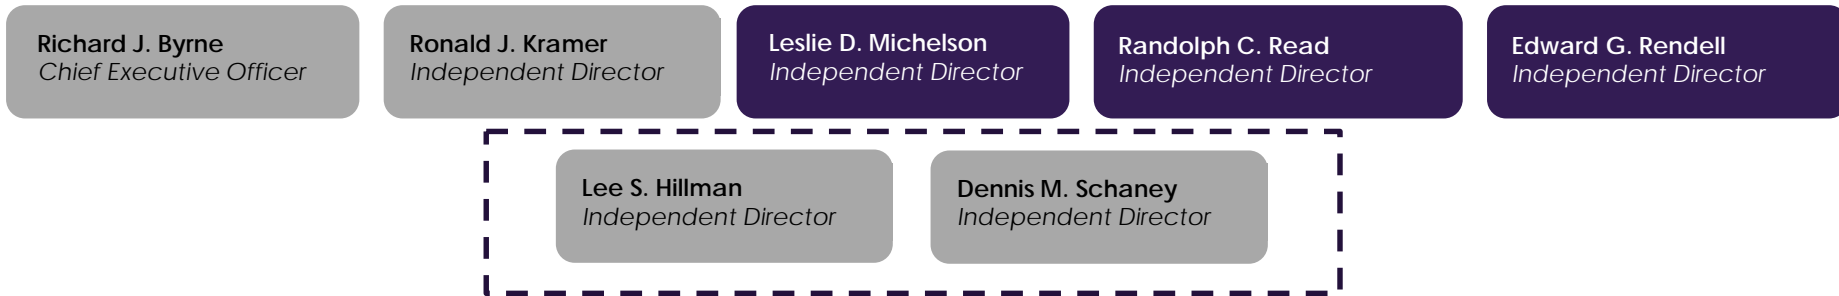 Richard J. Byrne
Chief Executive Officer
Ronald J. Kramer
Independent Director
Leslie D. Michelson
Independent Director
Randolph C. Read
Independent Director
Edward G. Rendell
Independent Director
Lee S. Hillman
Independent Director
Dennis M. Schaney
Independent Director